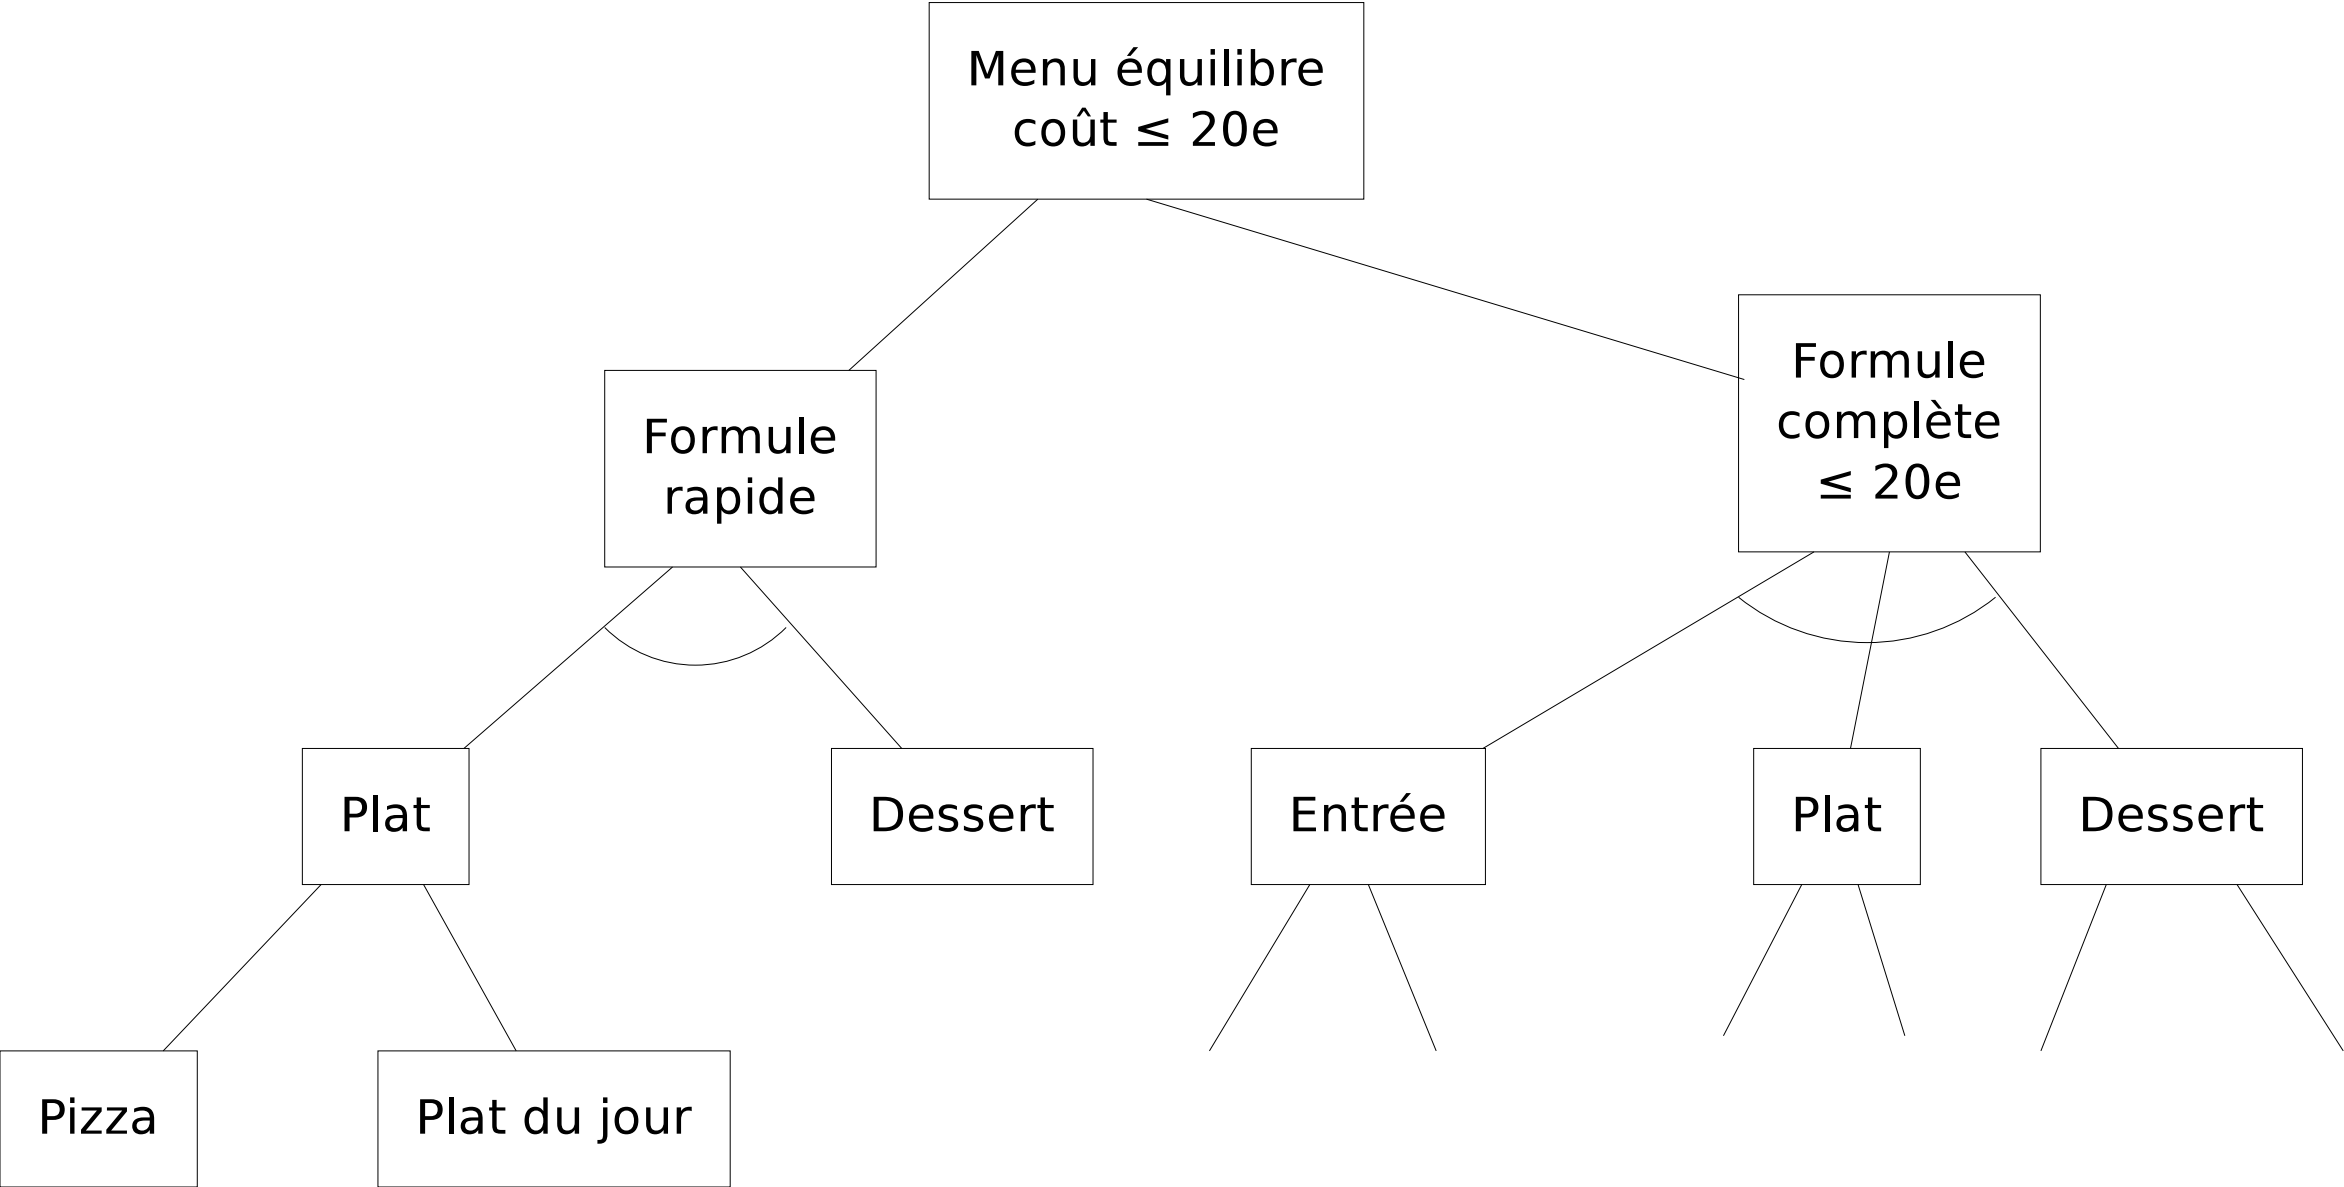 Menu équilibre
coût ≤ 20e
Formule
rapide
Formule
complète
≤ 20e
Plat
Dessert
Entrée
Plat
Dessert
Pizza
Plat du jour